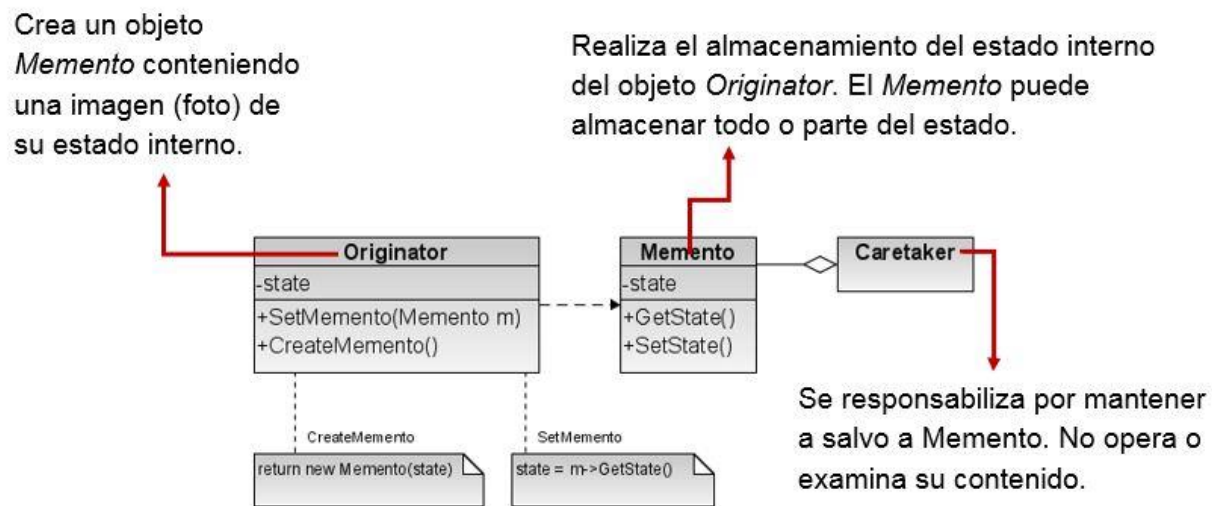 Crea un objeto
Memento conteniendo
una imagen (foto) de
su estado interno.
Realiza el almacenamiento del estado interno
del objeto Originator. El Memento puede
almacenar todo o parte del estado.
Originator
-state
+SetMemento(Memento m)
+CreateMemento()
Memento
-state
+GetState()
+SetState()
Caretaker
CreateMemento
return new Memento(state)
SetMemento
state = m->GetState()
Se responsabiliza por mantener
a salvo a Memento. No opera o
examina su contenido.